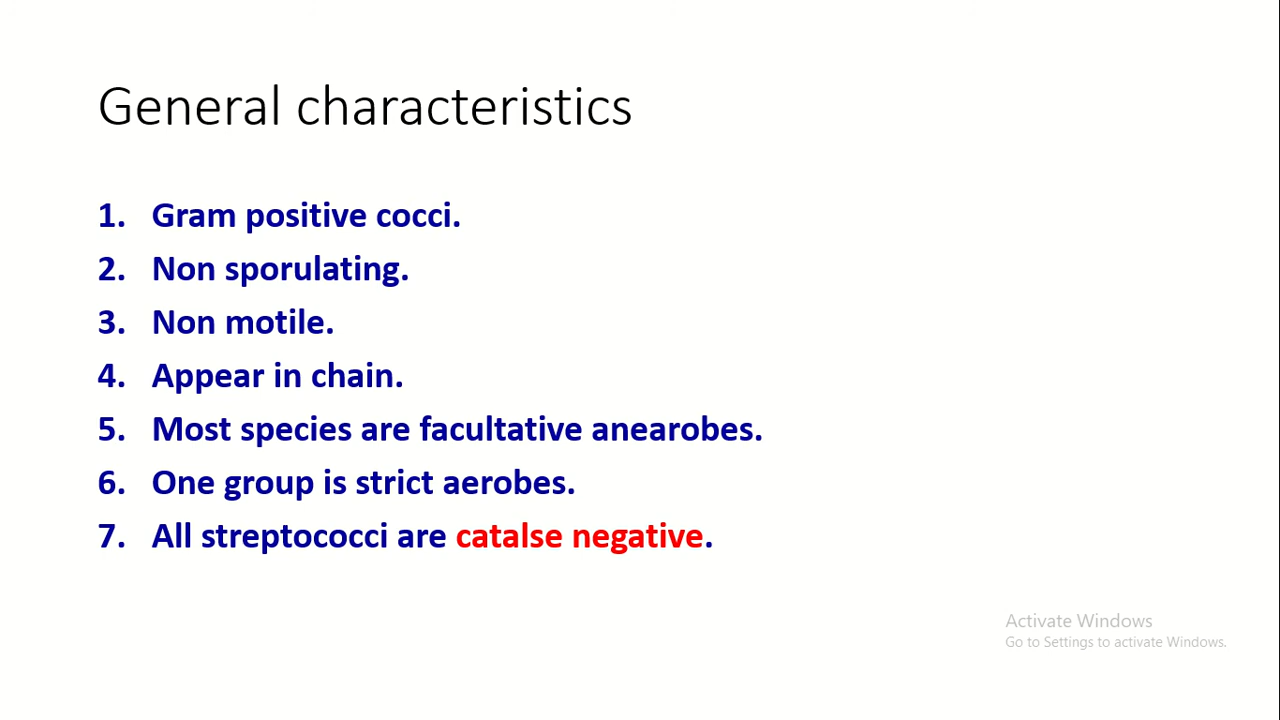 General characteristics
1. Gram positive cocci.
2. Non sporulating.
3. Non motile.
4. Appear in chain.
5. Most species are facultative anearobes.
6. One group is strict aerobes.
7. All streptococci are catalse negative.
Activate Windows
Go to Settings to activate Windows.